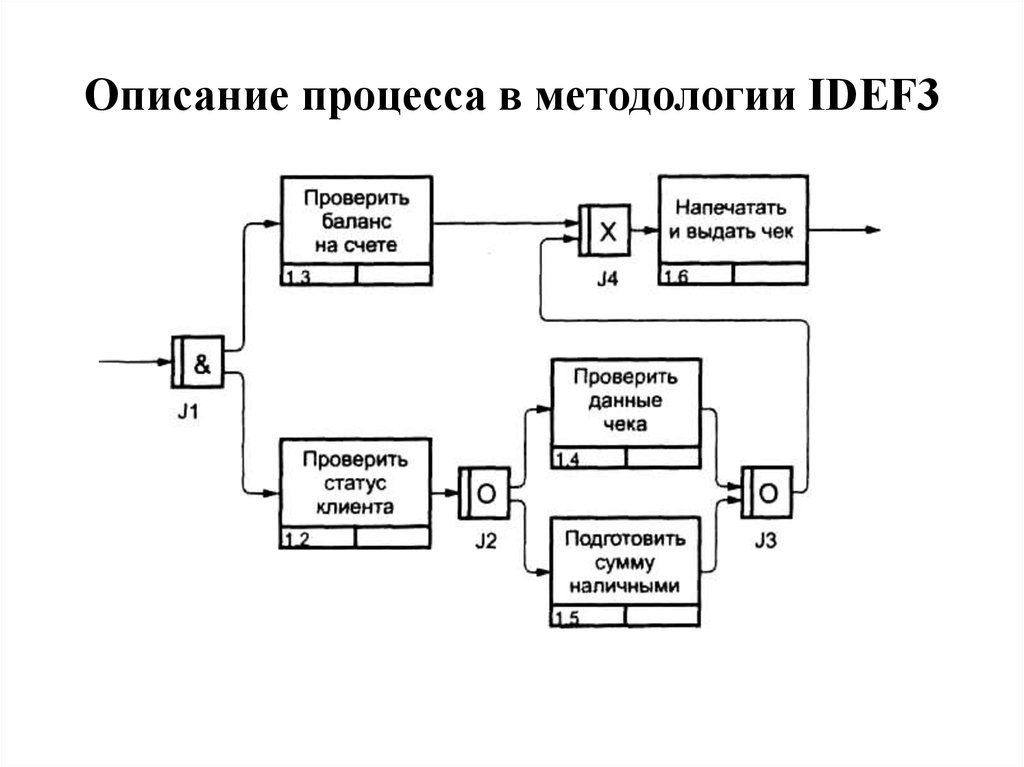 Описание процесса в методологии IDEF3
Проверить
баланс
на счете
1.3
X
J4
Напечатать
и выдать чек
1.6
&
J1
Проверить
статус
клиента
1.2
O
J2
Проверить
данные
чека
1.4
Подготовить
сумму
наличными
1.5
O
J3